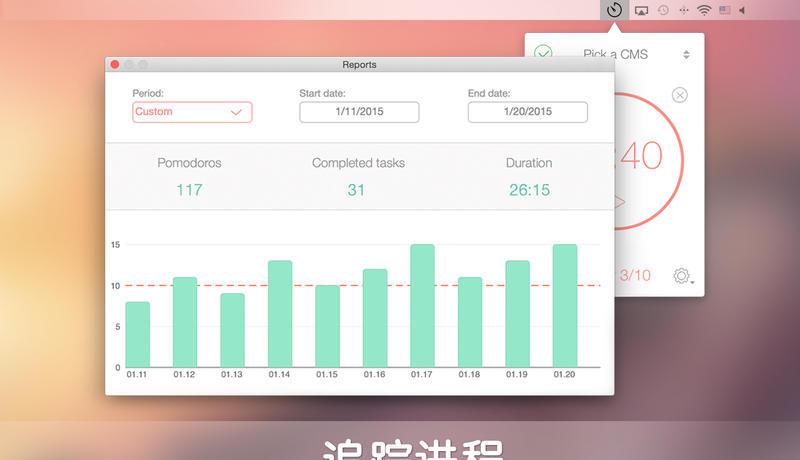 Pick a CMS
Reports
Period:
Start date:
End date:
Custom
1/11/2015
1/20/2015
:40
Pomodoros
Completed tasks
Duration
117
31
26:15
3/10
15
10
5
0
01.11
01.12
01.13
01.14
01.15
01.16
01.17
01.18
01.19
01.20
追踪进程